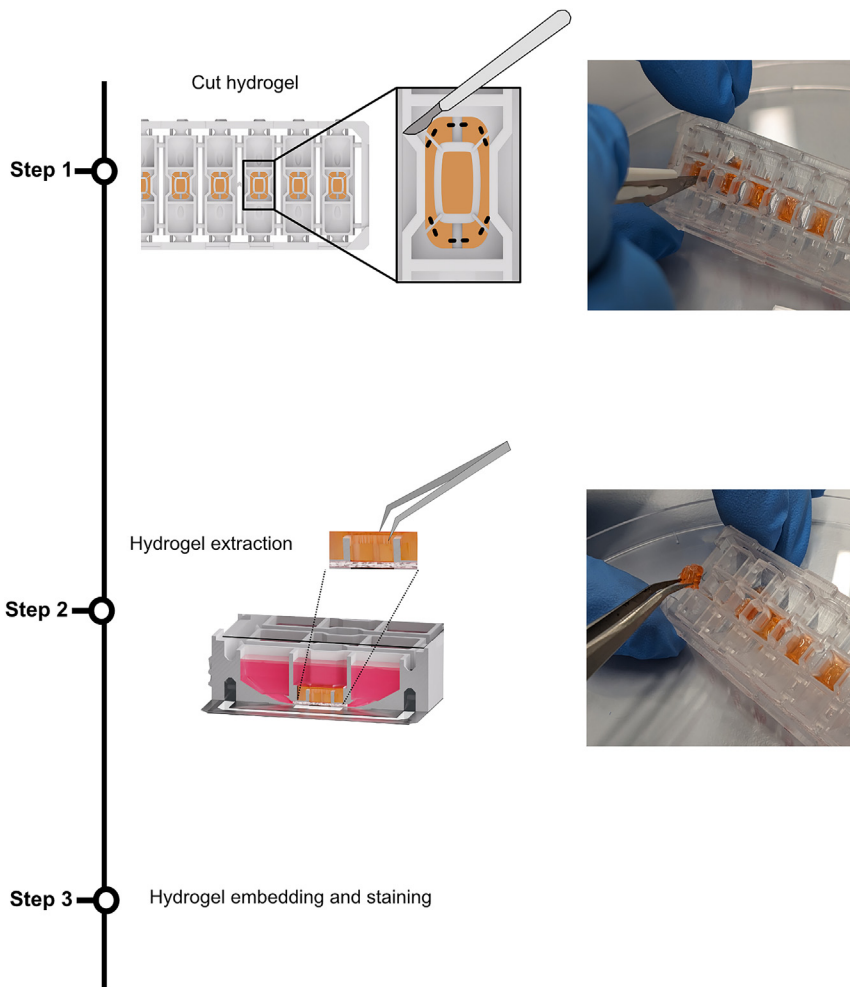 Cut hydrogel
Step 1
Hydrogel extraction
Step 2
Step 3
Hydrogel embedding and staining